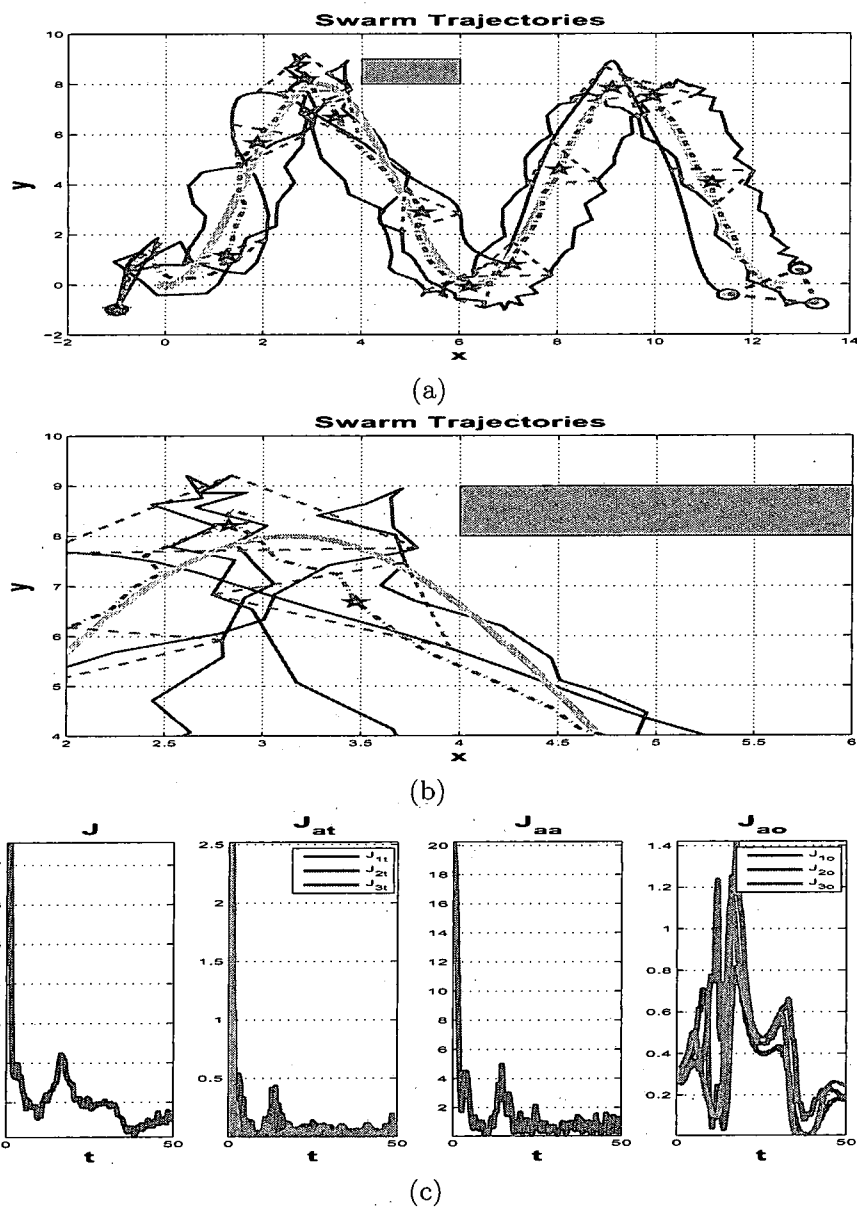 Swarm Trajectories
10
8
6
4
2
0
−2
y
−2 0 2 4 6 8 10 12 14
x
(a)
Swarm Trajectories
10
9
8
7
6
5
4
y
2 2.5 3 3.5 4 4.5 5 5.5 6
x
(b)
J
0 50
t
J_at
2.5
2
1.5
1
0.5
J_1t
J_2t
J_3t
0 50
t
J_aa
20
18
16
14
12
10
8
6
4
2
J_1t
J_2t
J_3t
0 50
t
J_ao
1.4
1.2
1
0.8
0.6
0.4
0.2
J_1o
J_2o
J_3o
0 50
t
(c)